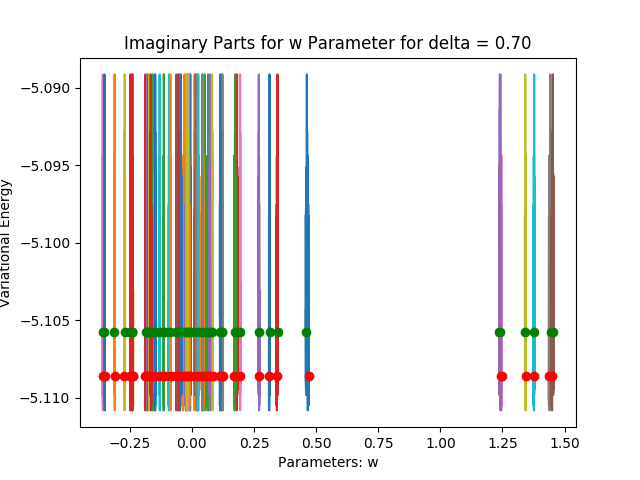 Imaginary Parts for w Parameter for delta = 0.70
−5.090
−5.095
−5.100
−5.105
−5.110
Variational Energy
−0.25 0.00 0.25 0.50 0.75 1.00 1.25 1.50
Parameters: w